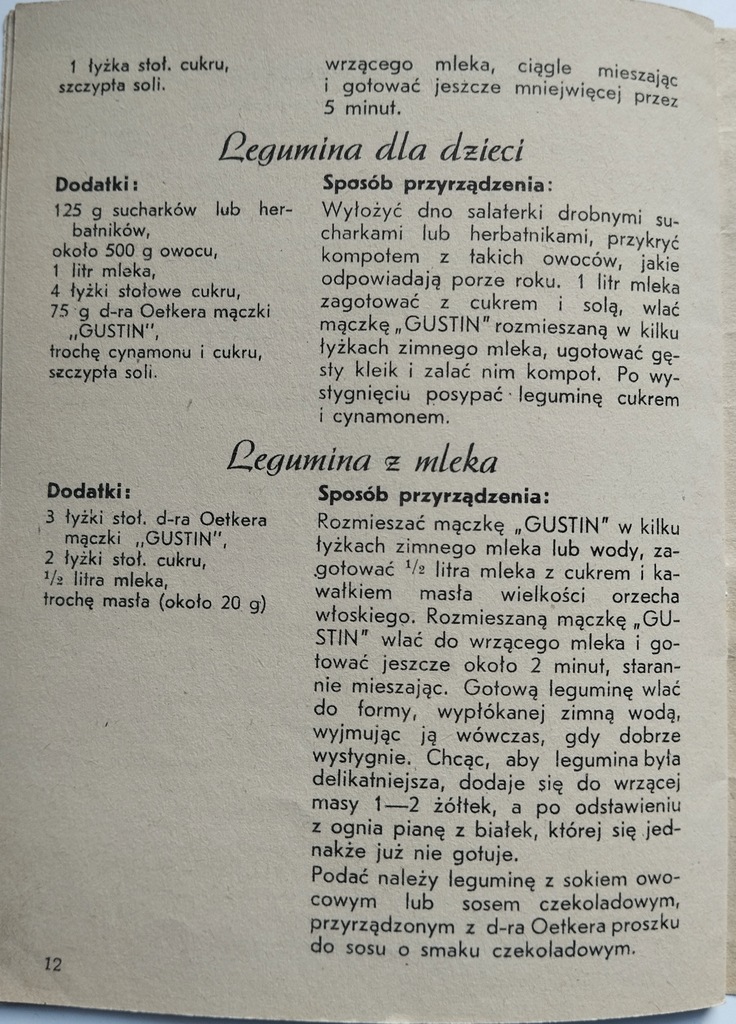 1 łyżka stoł. cukru,
szczypta soli.
wrzącego mleka, ciągle mieszając
i gotować jeszcze mniejwięcej przez
5 minut.
Legumina dla dzieci
Dodatki:
125 g sucharków lub her-
batników,
około 500 g owocu,
1 litr mleka,
4 łyżki stołowe cukru,
75 g d-ra Oetkera mączki
„GUSTIN",
trochę cynamonu i cukru,
szczypta soli.
Sposób przyrządzenia:
Wyłożyć dno salaterki drobnymi su-
charkami lub herbatnikami, przykryć
kompotem z takich owoców, jakie
odpowiadają porze roku. 1 litr mleka
zagotować z cukrem i solą, wlać
mączkę „GUSTIN" rozmieszaną w kilku
łyżkach zimnego mleka, ugotować gę-
sty kleik i zalać nim kompot. Po wy-
stygnięciu posypać leguminę cukrem
i cynamonem.
Legumina z mleka
Dodatki:
3 łyżki stoł. d-ra Oetkera
mączki „GUSTIN",
2 łyżki stoł. cukru,
1/2 litra mleka,
trochę masła (około 20 g)
Sposób przyrządzenia:
Rozmieszać mączkę „GUSTIN" w kilku
łyżkach zimnego mleka lub wody, za-
gotować 1/2 litra mleka z cukrem i ka-
wałkiem masła wielkości orzecha
włoskiego. Rozmieszaną mączkę „GU-
STIN" wlać do wrzącego mleka i go-
tować jeszcze około 2 minut, staran-
nie mieszając. Gotową leguminę wlać
do formy, wypłókanej zimną wodą,
wyjmując ją wówczas, gdy dobrze
wystygnie. Chcąc, aby legumina była
delikatniejsza, dodaje się do wrzącej
masy 1—2 żółtek, a po odstawieniu
z ognia pianę z białek, której się jed-
nakże już nie gotuje.
Podać należy leguminę z sokiem owo-
cowym lub sosem czekoladowym,
przyrządzonym z d-ra Oetkera proszku
do sosu o smaku czekoladowym.
12